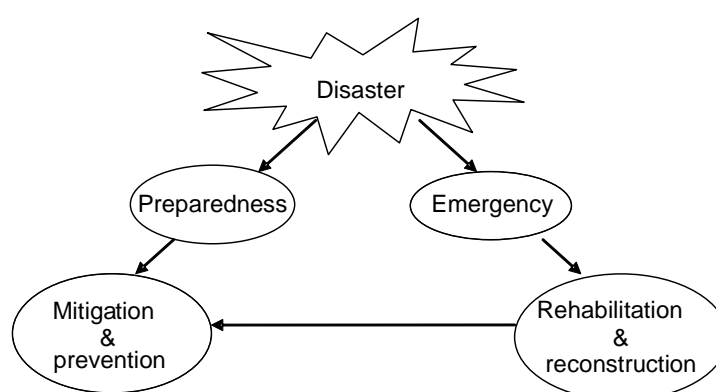 Disaster
Preparedness
Emergency
Mitigation
&
prevention
Rehabilitation
&
reconstruction